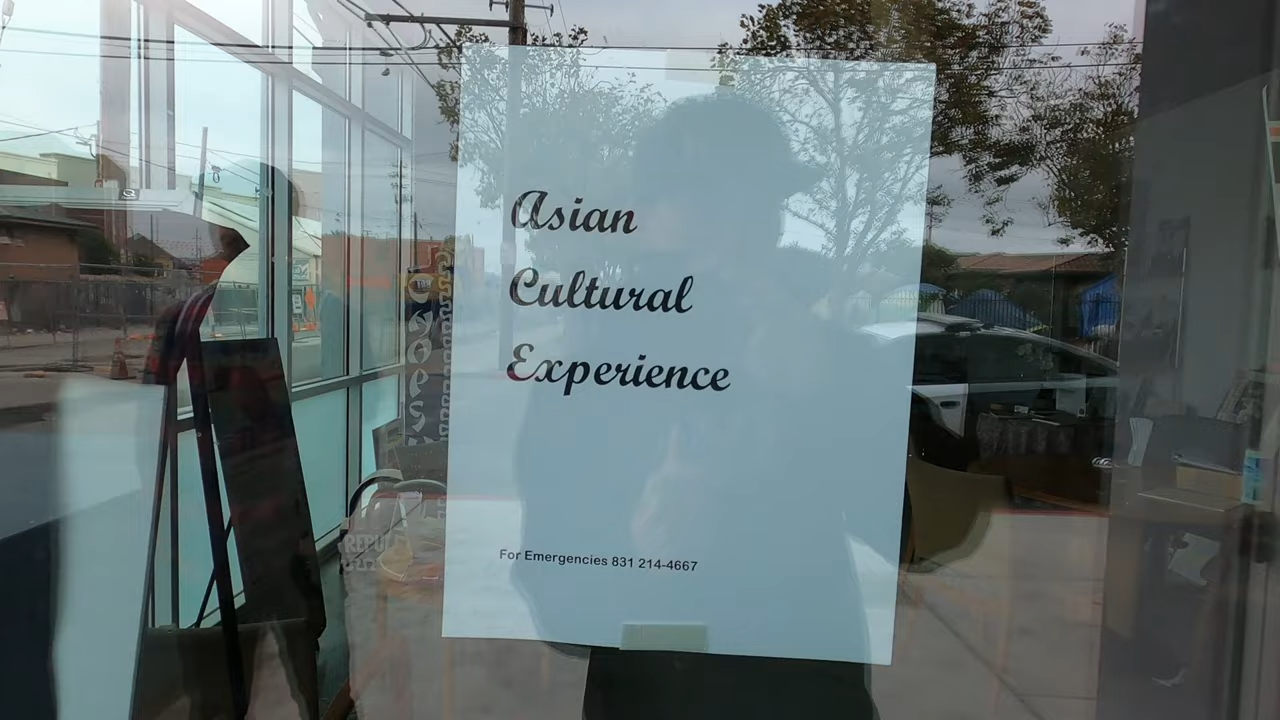 Asian
Cultural
Experience
For Emergencies 831 214-4667